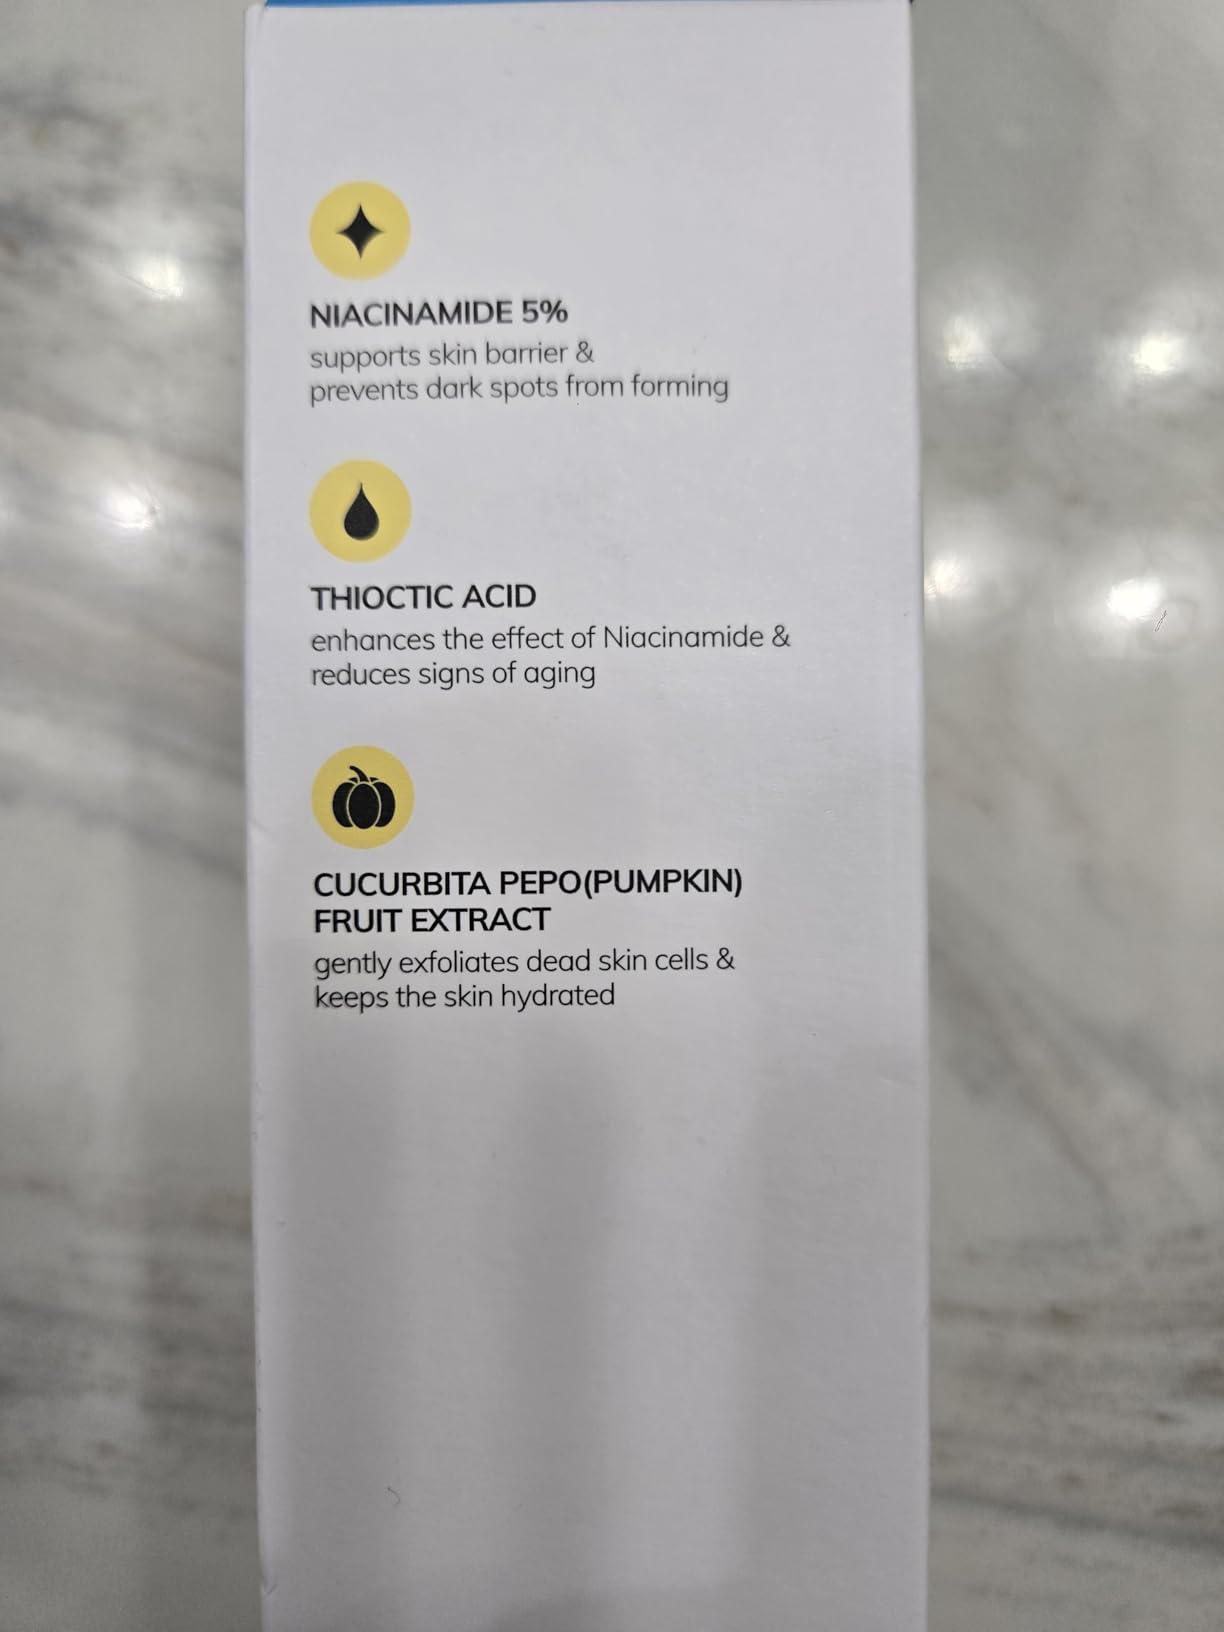 NIACINAMIDE 5%
supports skin barrier &
prevents dark spots from forming
THIOCTIC ACID
enhances the effect of Niacinamide &
reduces signs of aging
CUCURBITA PEPO(PUMPKIN)
FRUIT EXTRACT
gently exfoliates dead skin cells &
keeps the skin hydrated